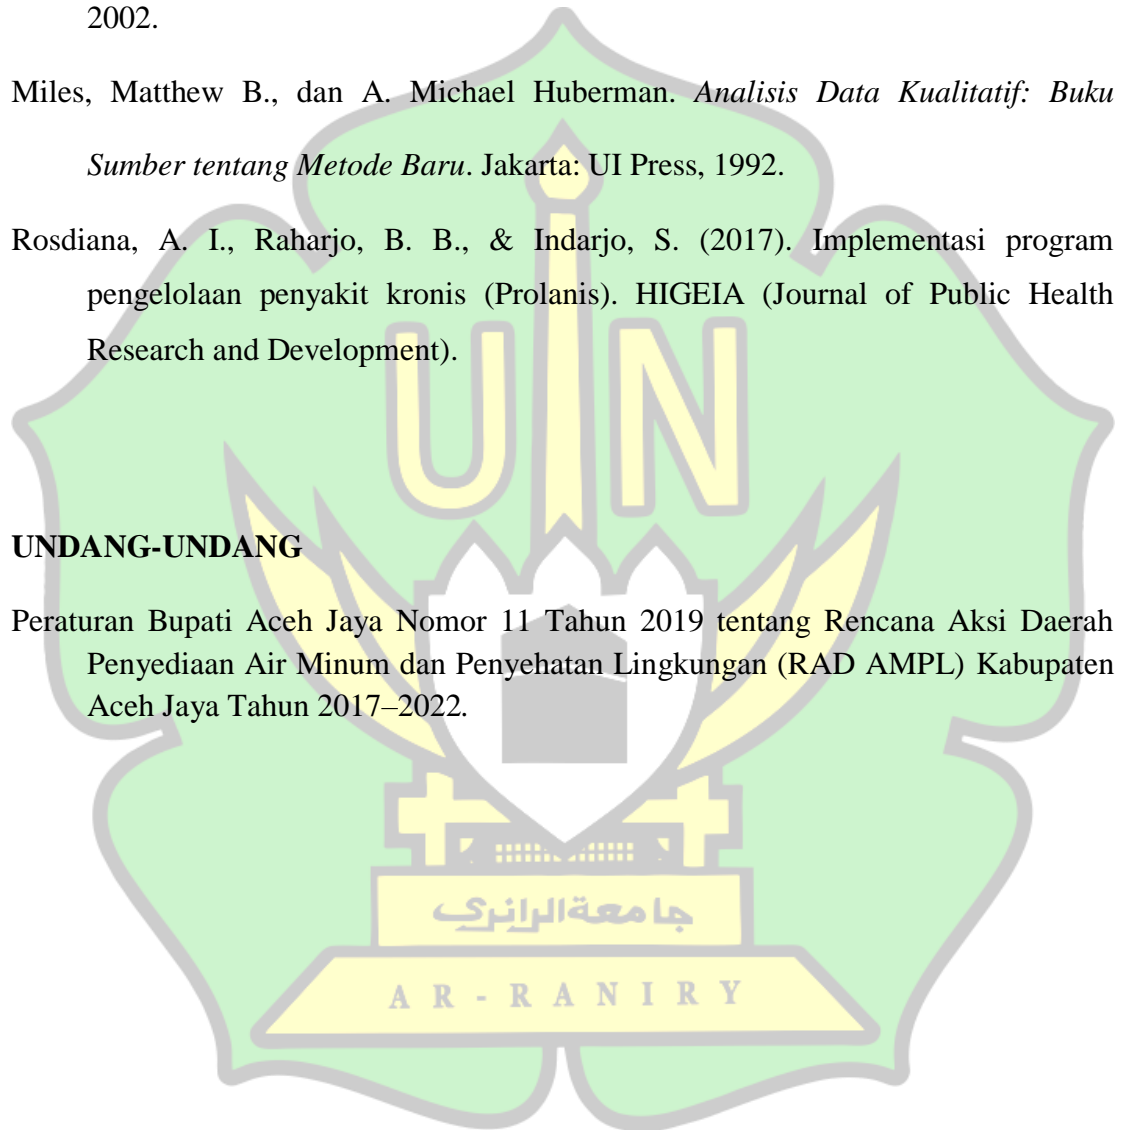 2002.
Miles, Matthew B., dan A. Michael Huberman. Analisis Data Kualitatif: Buku
Sumber tentang Metode Baru. Jakarta: UI Press, 1992.
Rosdiana, A. I., Raharjo, B. B., & Indarjo, S. (2017). Implementasi program
pengelolaan penyakit kronis (Prolanis). HIGEIA (Journal of Public Health
Research and Development).
UIN
UNDANG-UNDANG
Peraturan Bupati Aceh Jaya Nomor 11 Tahun 2019 tentang Rencana Aksi Daerah
Penyediaan Air Minum dan Penyehatan Lingkungan (RAD AMPL) Kabupaten
Aceh Jaya Tahun 2017–2022.
جامعةالرانري
AR-RANIRY